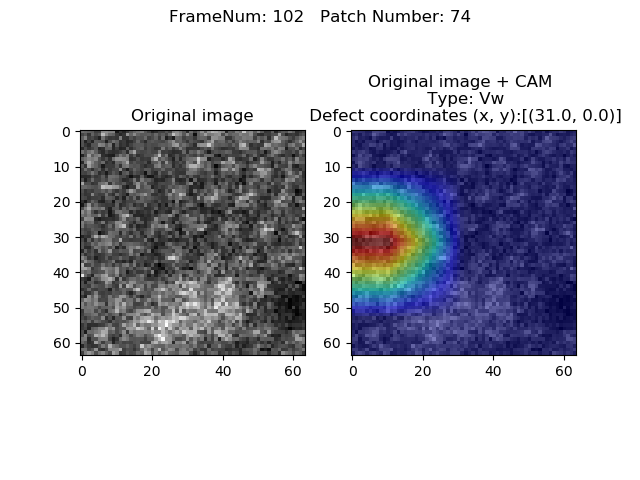 FrameNum: 102   Patch Number: 74
Original image
Original image + CAM
Type: Vw
Defect coordinates (x, y):[(31.0, 0.0)]
0
10
20
30
40
50
60
0 20 40 60
0
10
20
30
40
50
60
0 20 40 60